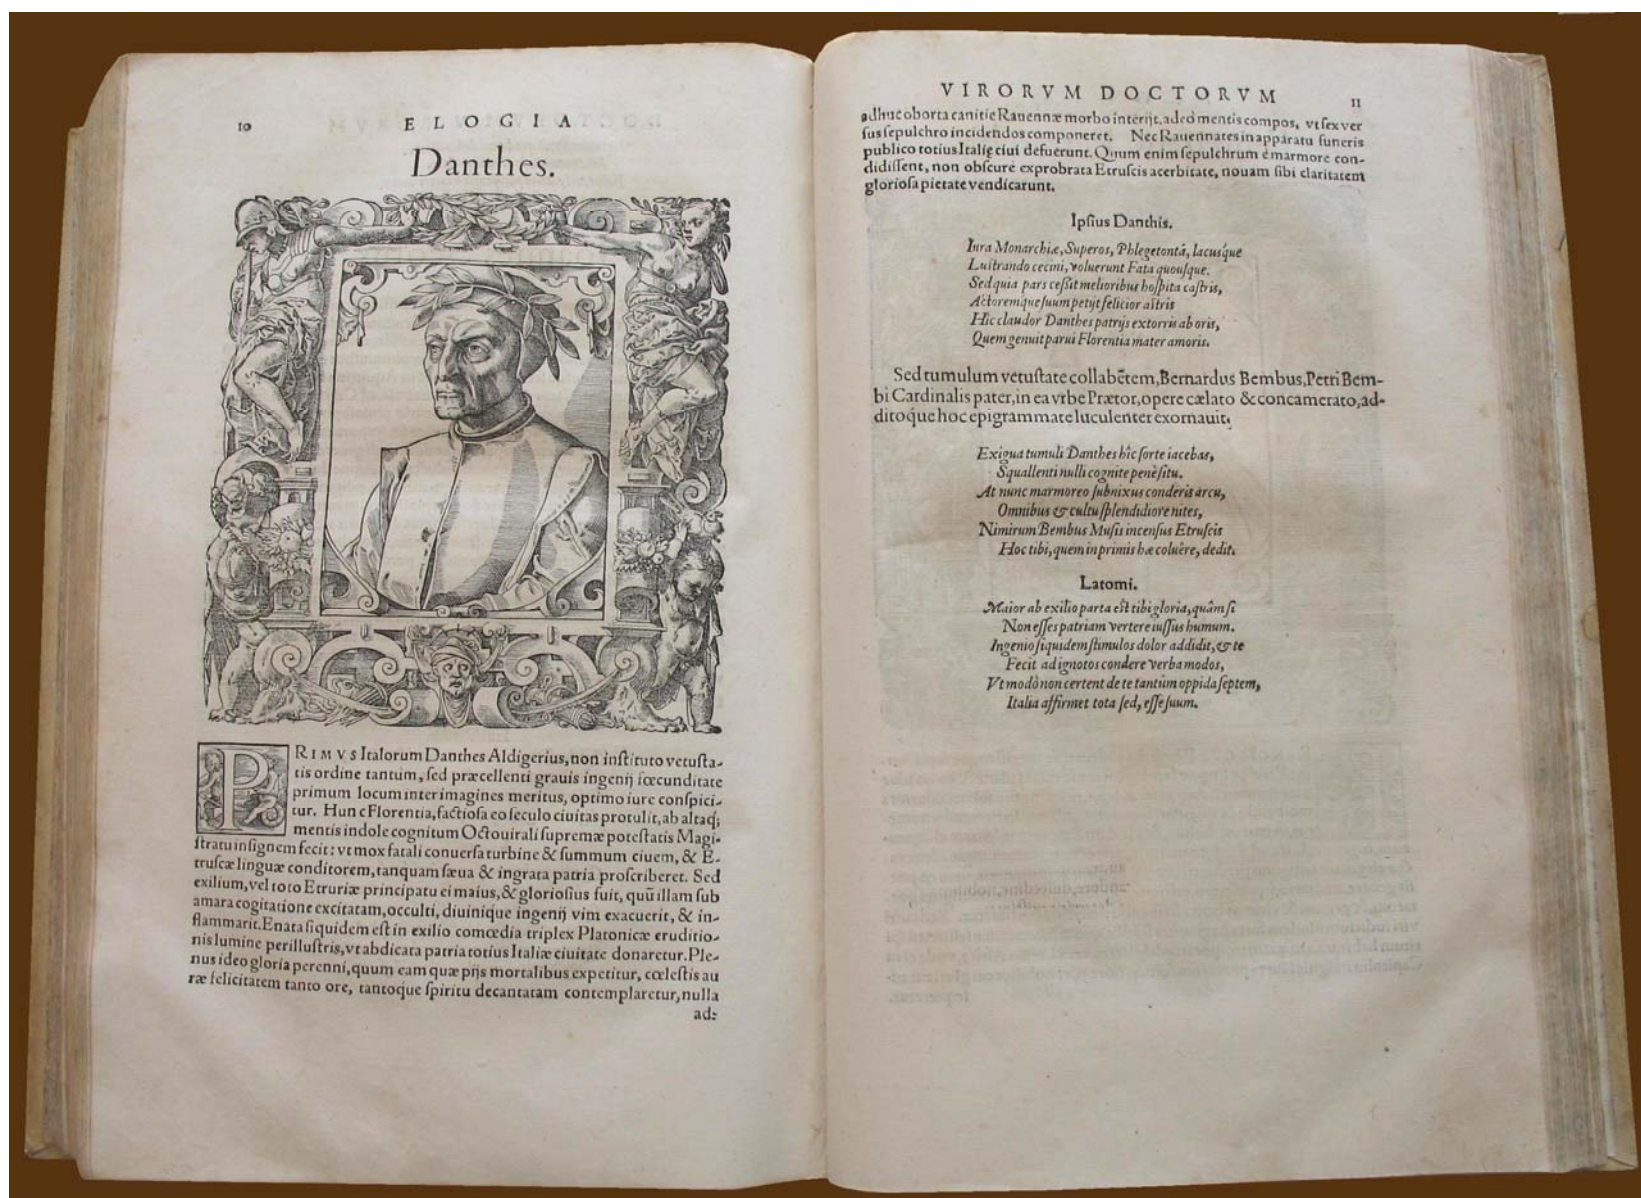 10
ELOGIA
Danthes.
PRIMVS Italorum Danthes Aldigerius, non inſtituto vetuſta-
tis ordine tantum, ſed præcellenti grauis ingenij fœcunditate
primum locum inter imagines meritus, optimo iure conſpici-
tur. Hunc Florentia, factioſa eo ſeculo ciuitas protulit, ab altaq́;
mentis indole cognitum Octouirali ſupremæ poteſtatis Magi-
ſtratu inſignem fecit: vt mox fatali conuerſa turbine & ſummum ciuem, & E-
truſcæ linguæ conditorem, tanquam ſæua & ingrata patria proſcriberet. Sed
exilium, vel toto Etruriæ principatu ei maius, & glorioſius fuit, quũ illam ſub
amara cogitatione excitatam, occulti, diuinique ingenij vim exacuerit, & in-
flammarit. Enata ſiquidem eſt in exilio comœdia triplex Platonicæ eruditio-
nis lumine perilluſtris, vt abdicata patria totius Italiæ ciuitate donaretur. Ple-
nus ideo gloria perenni, quum eam quæ pijs mortalibus expetitur, cœleſtis au
ræ felicitatem tanto ore, tantoque ſpiritu decantatam contemplaretur, nulla
ad:
VIRORVM DOCTORVM
11
adhuc oborta canitie Rauennæ morbo interijt, adeò mentis compos, vt ſex ver
ſus ſepulchro incidendos componeret. Nec Rauennates in apparatu funeris
publico totius Italię ciui defuerunt. Quum enim ſepulchrum è marmore con-
didiſſent, non obſcurè exprobrata Etruſcis acerbitate, nouam ſibi claritatem
glorioſa pietate vendicarunt.
Ipſius Danthis.
Iura Monarchiæ, Superos, Phlegetontã, lacuśque
Luſtrando cecini, voluerunt Fata quouſque.
Sed quia pars ceſsit melioribus hoſpita caſtris,
Actoremque ſuum petijt felicior aſtris
Hic claudor Danthes patrijs extorris ab oris,
Quem genuit parui Florentia mater amoris.
Sed tumulum vetuſtate collabẽtem, Bernardus Bembus, Petri Bem-
bi Cardinalis pater, in ea vrbe Prætor, opere cælato & concamerato, ad-
ditoq́ue hoc epigrammate luculenter exornauit.
Exigua tumuli Danthes hîc ſorte iacebas,
Squallenti nulli cognite penè ſitu.
At nunc marmoreo ſubnixus conderis arcu,
Omnibus & cultu ſplendidiore nites,
Nimirum Bembus Muſis incenſus Etruſcis
Hoc tibi, quem in primis hæ coluêre, dedit.
Latomi.
Maior ab exilio parta eſt tibi gloria, quàm ſi
Non eſſes patriam vertere iuſſus humum.
Ingenio ſiquidem ſtimulos dolor addidit, & te
Fecit ad ignotos condere verba modos,
Vt modò non certent de te tantùm oppida ſeptem,
Italia affirmet tota ſed, eſſe ſuum.